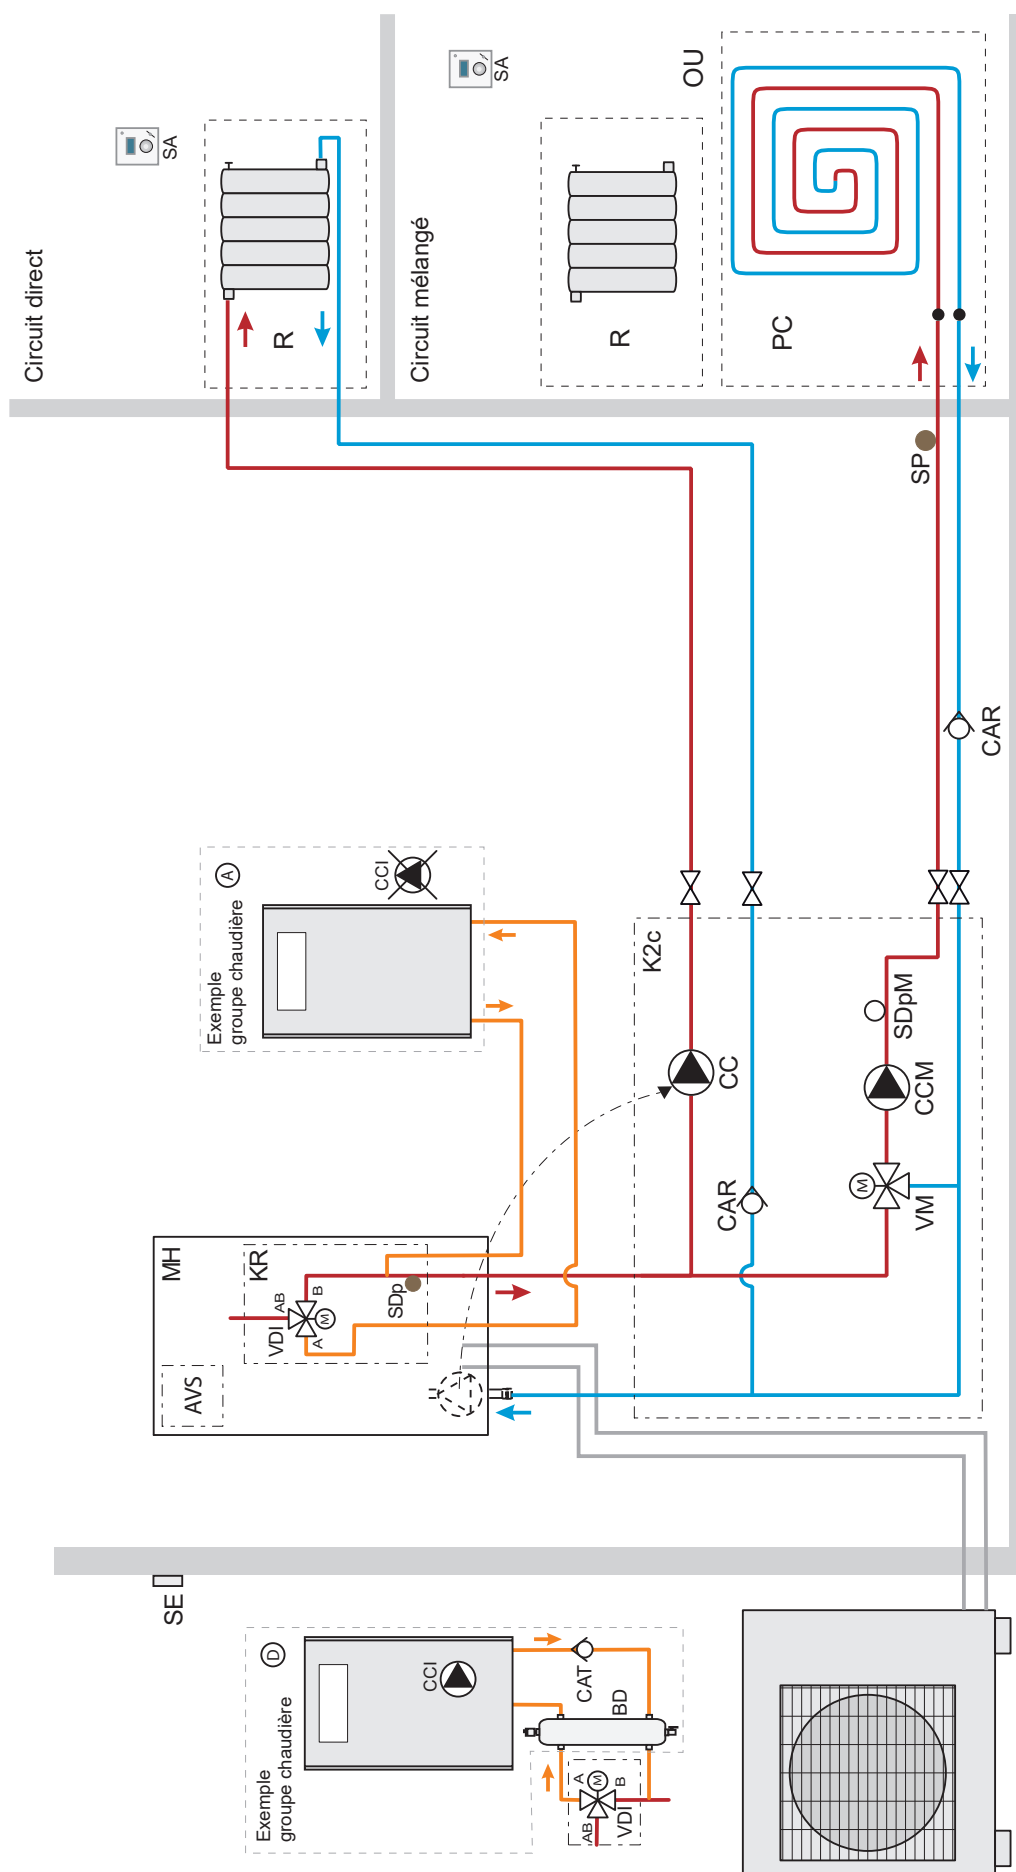 SE
Exemple
groupe chaudière
D
CCI
CAT
BD
A
M
B
AB
VDI
MH
AVS
KR
VDI
AB
B
A
M
SDp
Exemple
groupe chaudière
A
CCI
K2c
CC
CAR
M
VM
CCM
SDpM
CAR
SP
Circuit direct
SA
R
Circuit mélangé
SA
R
OU
PC